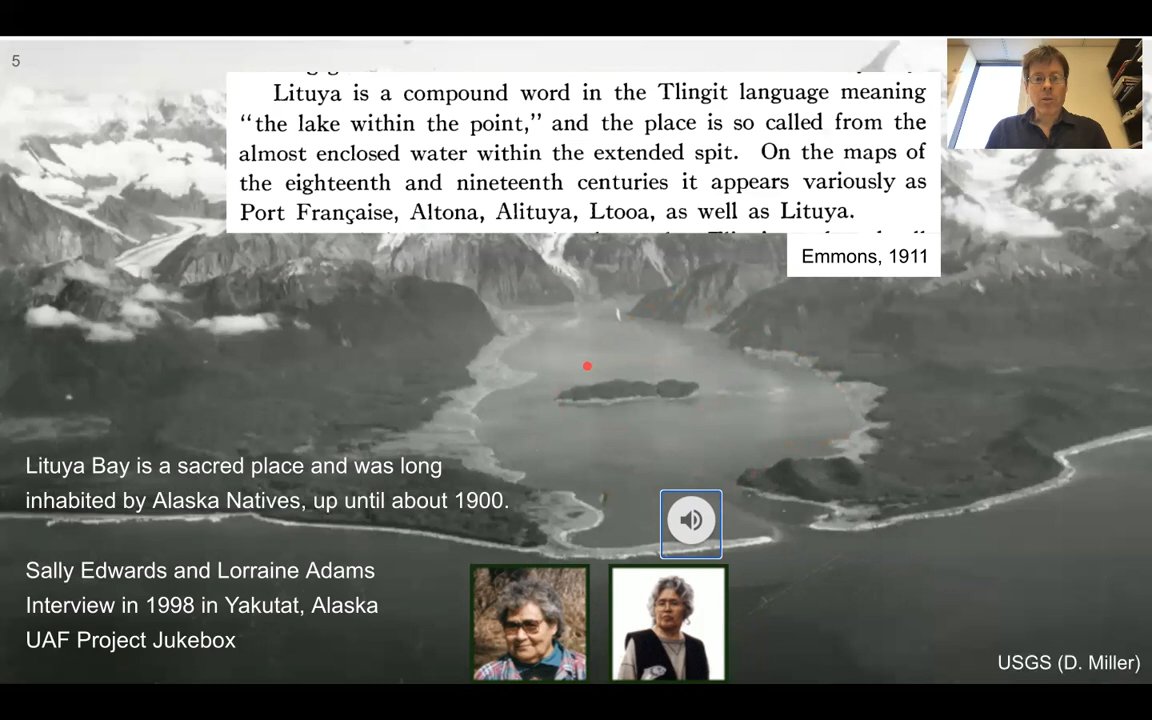 5
Lituya is a compound word in the Tlingit language meaning
“the lake within the point,” and the place is so called from the
almost enclosed water within the extended spit. On the maps of
the eighteenth and nineteenth centuries it appears variously as
Port Française, Altona, Alituya, Ltooa, as well as Lituya.
Emmons, 1911
Lituya Bay is a sacred place and was long
inhabited by Alaska Natives, up until about 1900.
Sally Edwards and Lorraine Adams
Interview in 1998 in Yakutat, Alaska
UAF Project Jukebox
USGS (D. Miller)